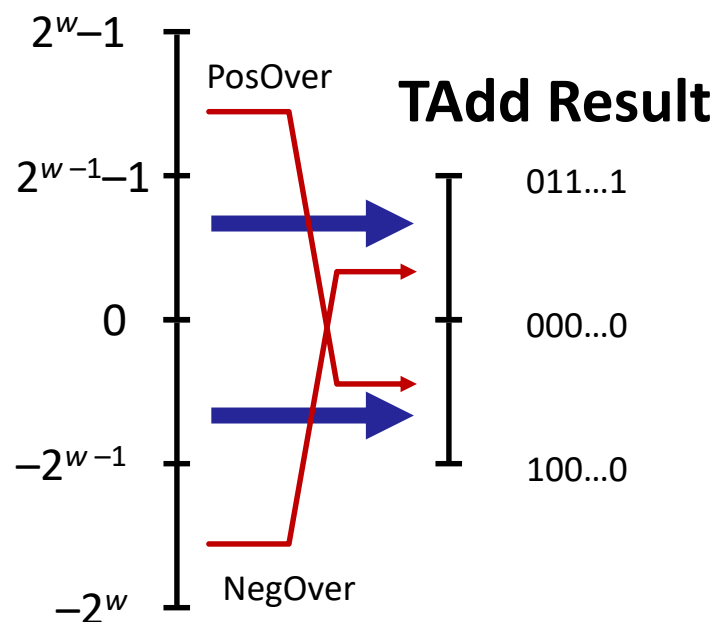 2^w–1
PosOver
TAdd Result
2^{w –1}–1
011…1
0
000…0
–2^{w –1}
100…0
NegOver
–2^w